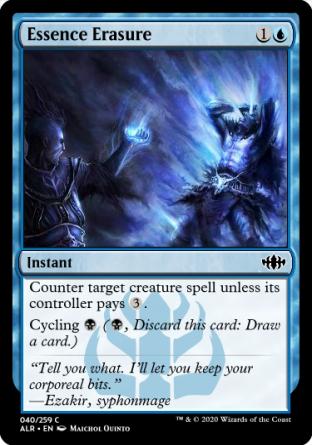 Essence Erasure 1
Instant
Counter target creature spell unless its
controller pays 3.
Cycling (, Discard this card: Draw
a card.)
"Tell you what. I'll let you keep your
corporeal bits."
—Ezakir, syphonmage
040/259 C
ALR • EN Maichol Quinto
™ & © 2020 Wizards of the Coast